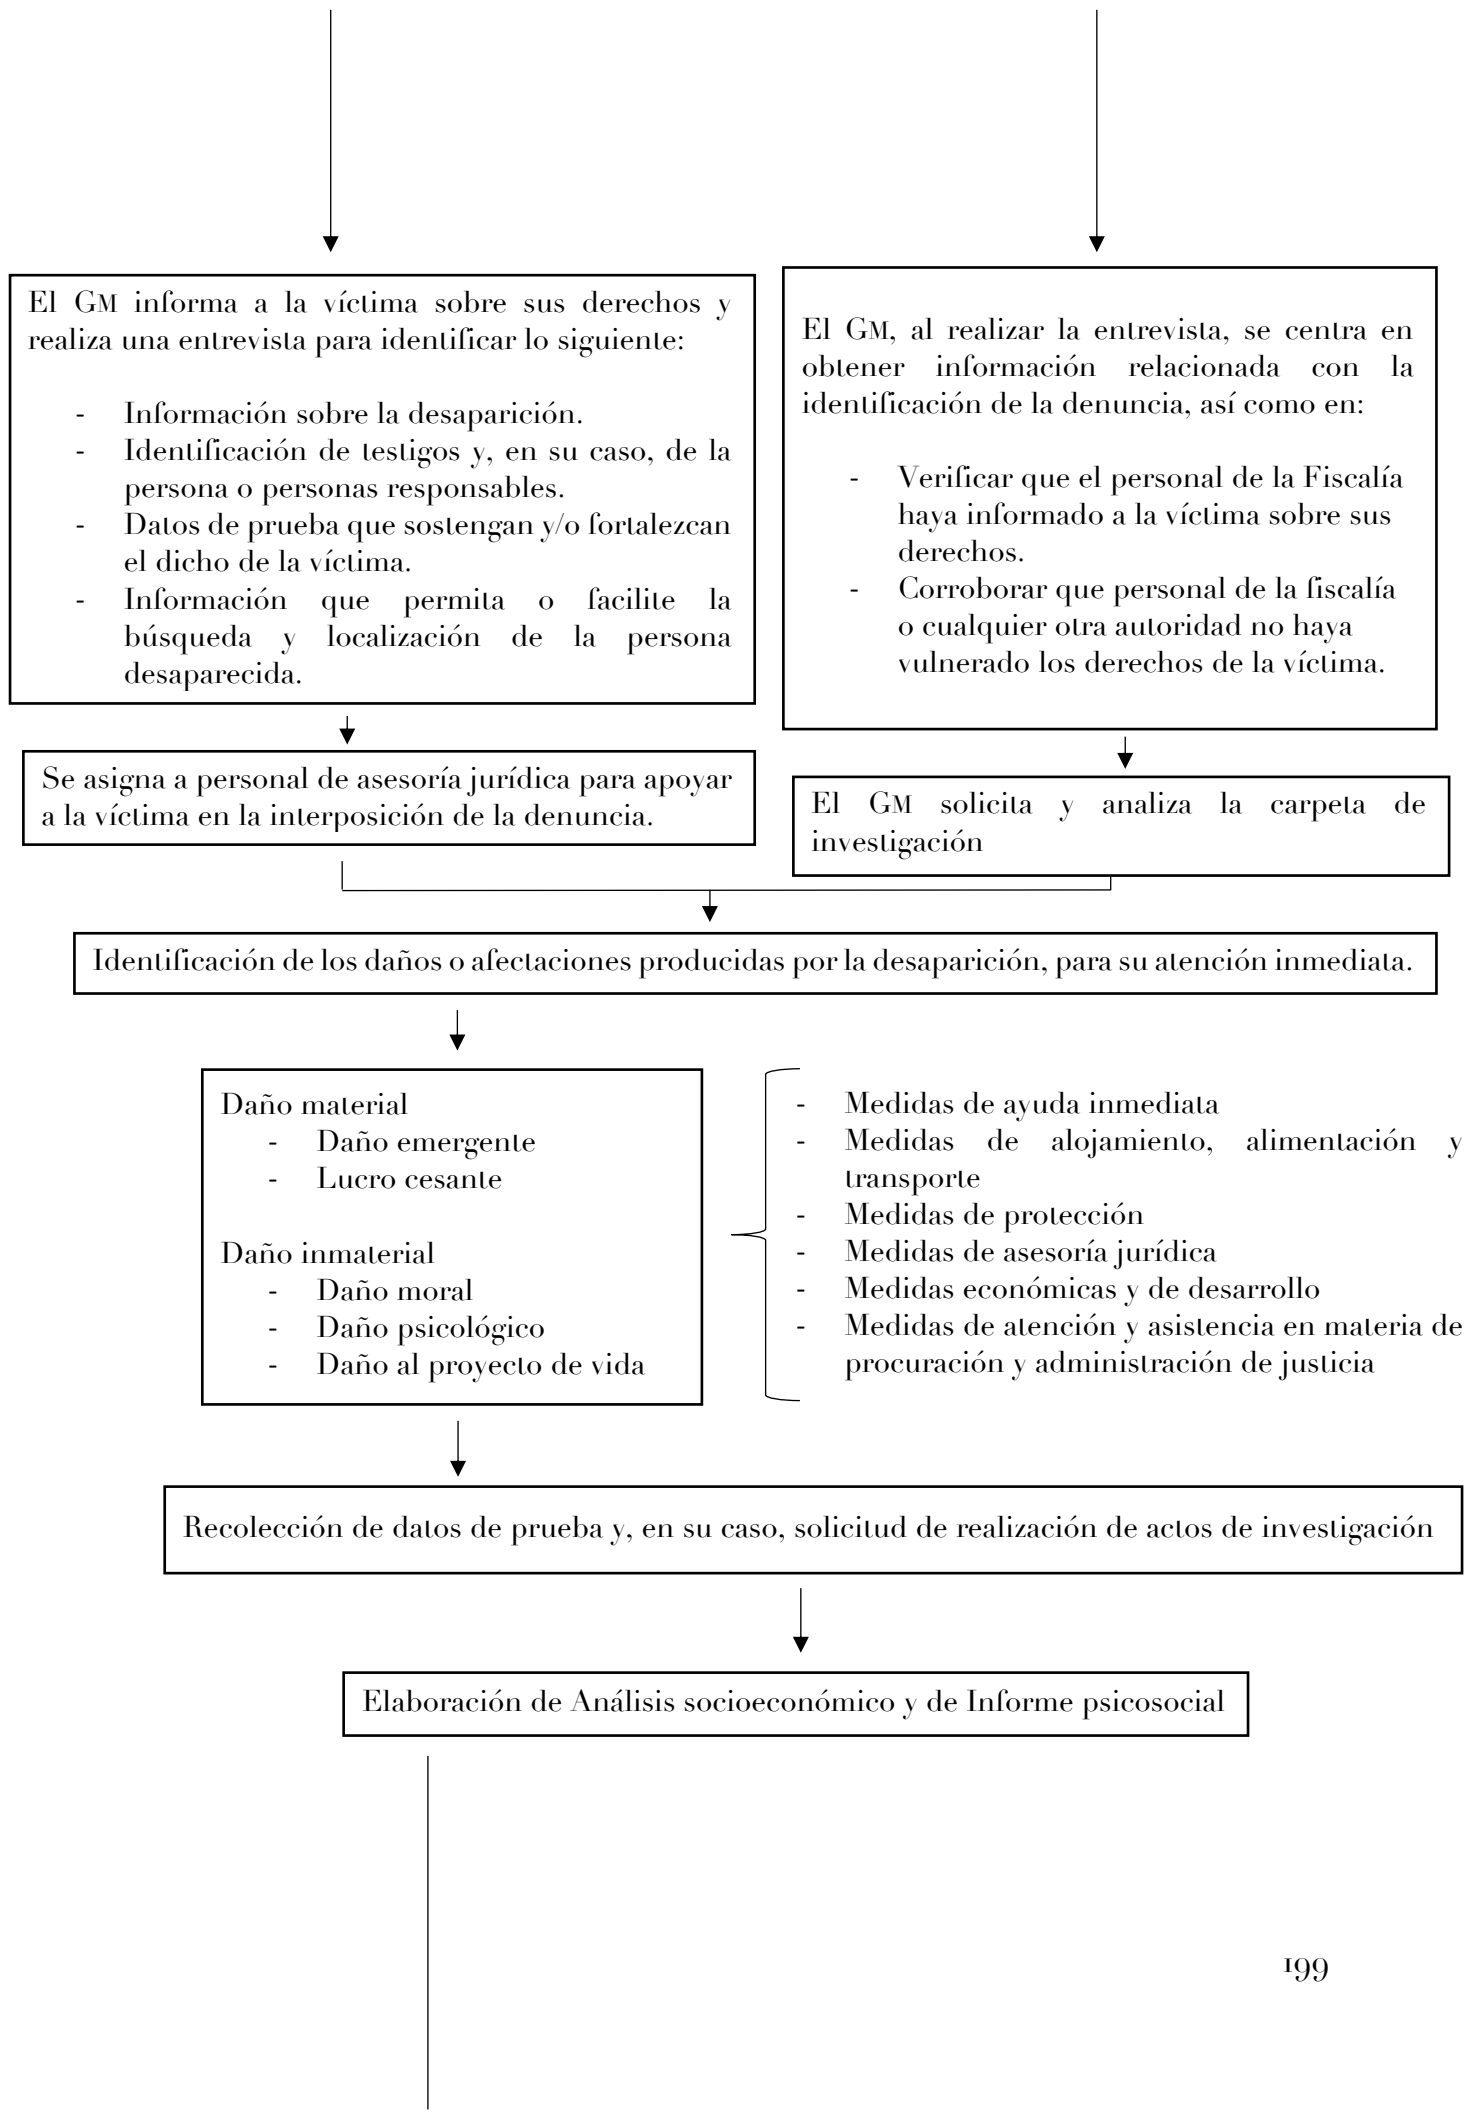 El GM informa a la víctima sobre sus derechos y
realiza una entrevista para identificar lo siguiente:
- Información sobre la desaparición.
- Identificación de testigos y, en su caso, de la
persona o personas responsables.
- Datos de prueba que sostengan y/o fortalezcan
el dicho de la víctima.
- Información que permita o facilite la
búsqueda y localización de la persona
desaparecida.
El GM, al realizar la entrevista, se centra en
obtener información relacionada con la
identificación de la denuncia, así como en:
- Verificar que el personal de la Fiscalía
haya informado a la víctima sobre sus
derechos.
- Corroborar que personal de la fiscalía
o cualquier otra autoridad no haya
vulnerado los derechos de la víctima.
Se asigna a personal de asesoría jurídica para apoyar
a la víctima en la interposición de la denuncia.
El GM solicita y analiza la carpeta de
investigación
Identificación de los daños o afectaciones producidas por la desaparición, para su atención inmediata.
Daño material
- Daño emergente
- Lucro cesante
Daño inmaterial
- Daño moral
- Daño psicológico
- Daño al proyecto de vida
- Medidas de ayuda inmediata
- Medidas de alojamiento, alimentación y
transporte
- Medidas de protección
- Medidas de asesoría jurídica
- Medidas económicas y de desarrollo
- Medidas de atención y asistencia en materia de
procuración y administración de justicia
Recolección de datos de prueba y, en su caso, solicitud de realización de actos de investigación
Elaboración de Análisis socioeconómico y de Informe psicosocial
199